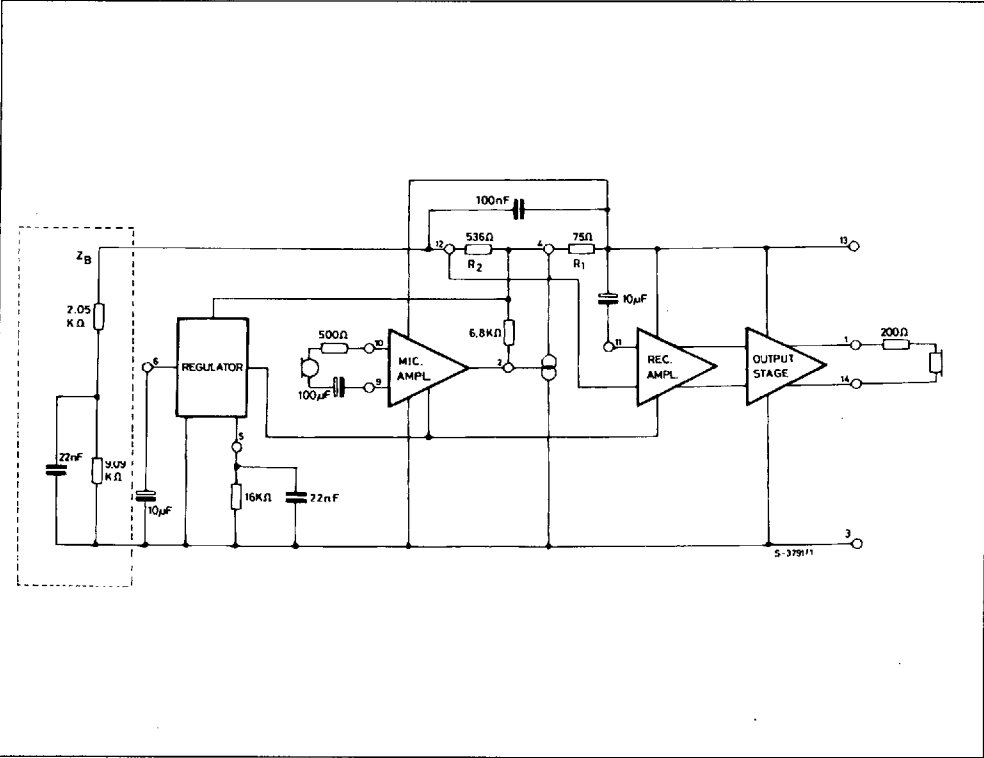 100nF
12
536Ω
R2
4
75Ω
R1
13
ZB
2.05
KΩ
10µF
6.8KΩ
500Ω
10
11
1
200Ω
6
REGULATOR
MIC.
AMPL.
2
REC.
AMPL.
OUTPUT
STAGE
9
14
100µF
5
22nF
9.09
KΩ
10µF
16KΩ
22nF
3
S-3791/1